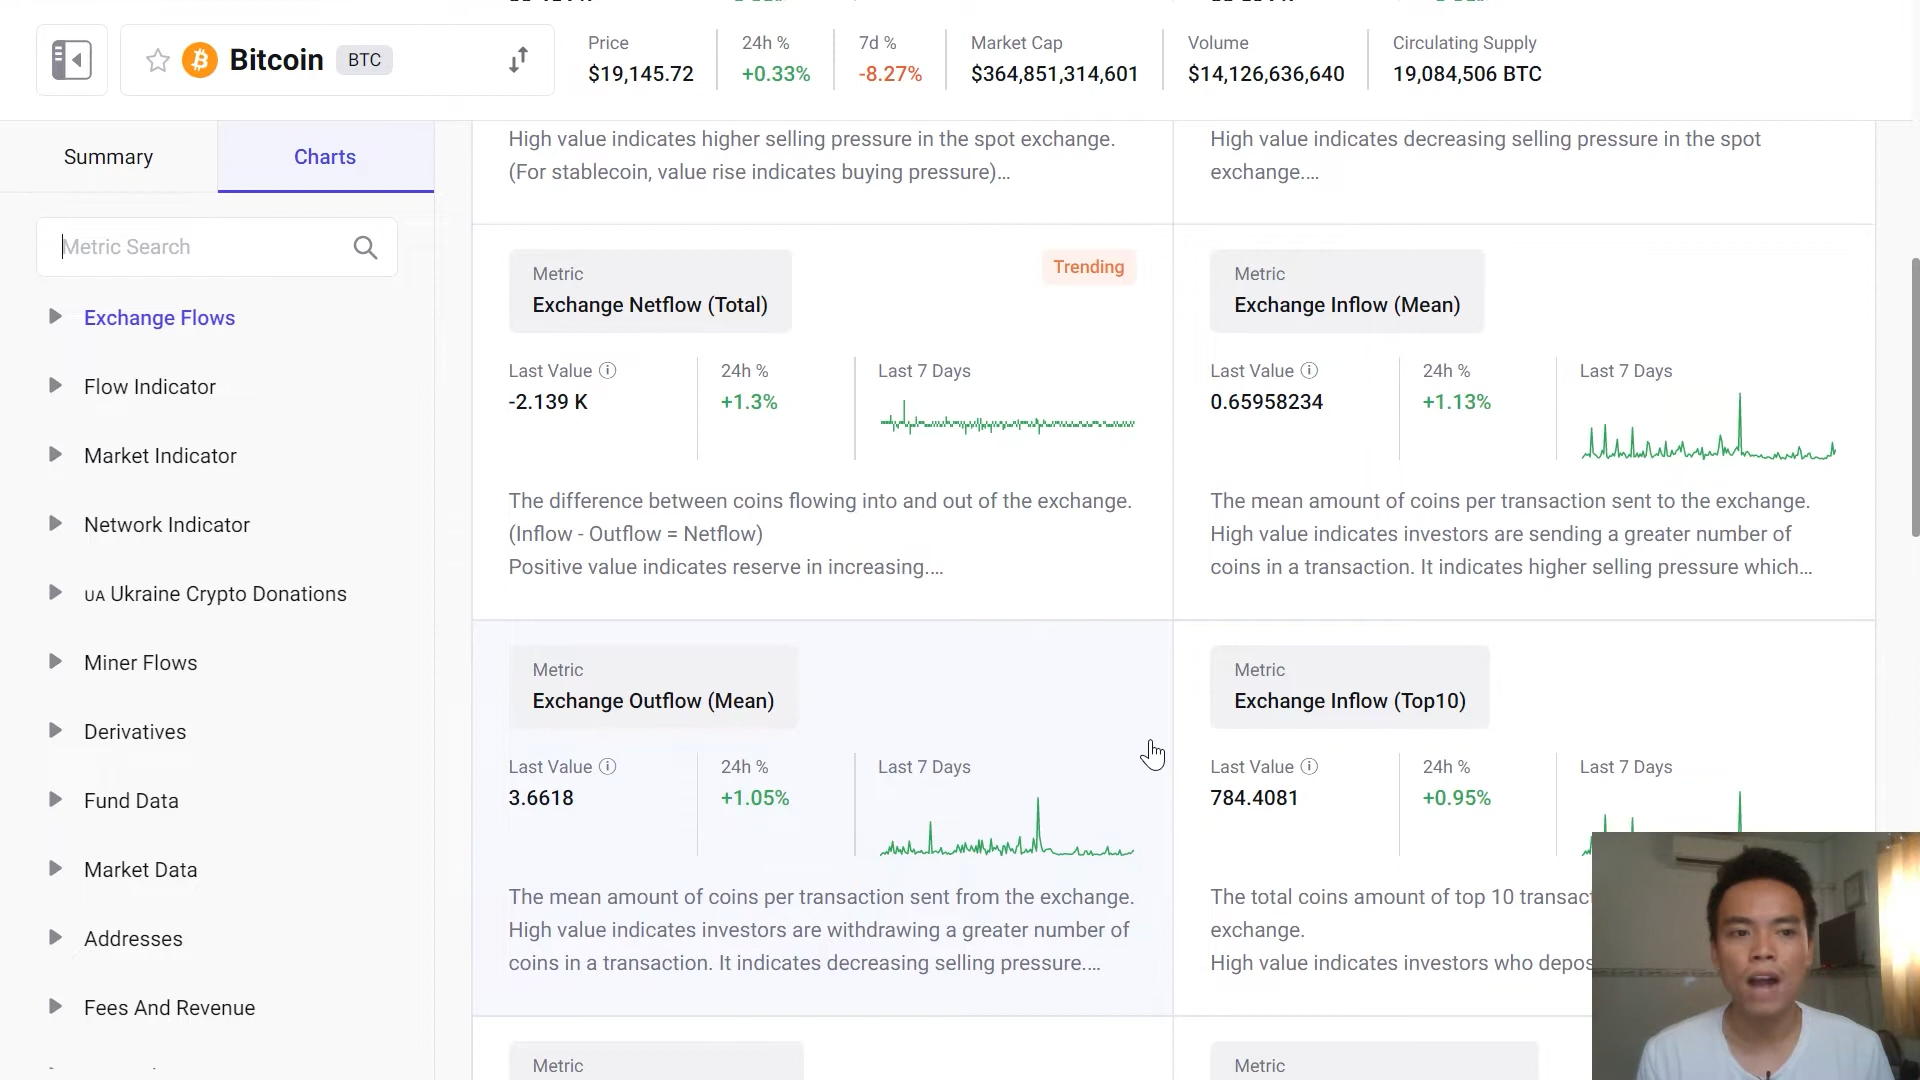 Bitcoin BTC
Price
$19,145.72
24h %
+0.33%
7d %
-8.27%
Market Cap
$364,851,314,601
Volume
$14,126,636,640
Circulating Supply
19,084,506 BTC
Summary
Charts
Metric Search
Exchange Flows
Flow Indicator
Market Indicator
Network Indicator
UA Ukraine Crypto Donations
Miner Flows
Derivatives
Fund Data
Market Data
Addresses
Fees And Revenue
High value indicates higher selling pressure in the spot exchange.
(For stablecoin, value rise indicates buying pressure)...
High value indicates decreasing selling pressure in the spot
exchange....
Metric
Exchange Netflow (Total)
Trending
Last Value
-2.139 K
24h %
+1.3%
Last 7 Days
The difference between coins flowing into and out of the exchange.
(Inflow - Outflow = Netflow)
Positive value indicates reserve in increasing....
Metric
Exchange Inflow (Mean)
Last Value
0.65958234
24h %
+1.13%
Last 7 Days
The mean amount of coins per transaction sent to the exchange.
High value indicates investors are sending a greater number of
coins in a transaction. It indicates higher selling pressure which...
Metric
Exchange Outflow (Mean)
Last Value
3.6618
24h %
+1.05%
Last 7 Days
The mean amount of coins per transaction sent from the exchange.
High value indicates investors are withdrawing a greater number of
coins in a transaction. It indicates decreasing selling pressure....
Metric
Exchange Inflow (Top10)
Last Value
784.4081
24h %
+0.95%
Last 7 Days
The total coins amount of top 10
exchange.
High value indicates investors who
Metric
Metric